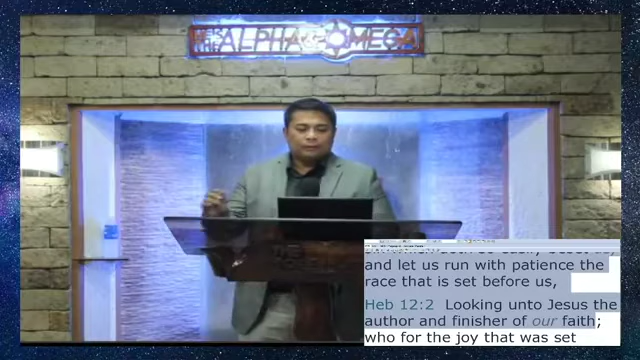 ALPHA & OMEGA
and let us run with patience the
race that is set before us,
Heb 12:2 Looking unto Jesus the
author and finisher of our faith;
who for the joy that was set